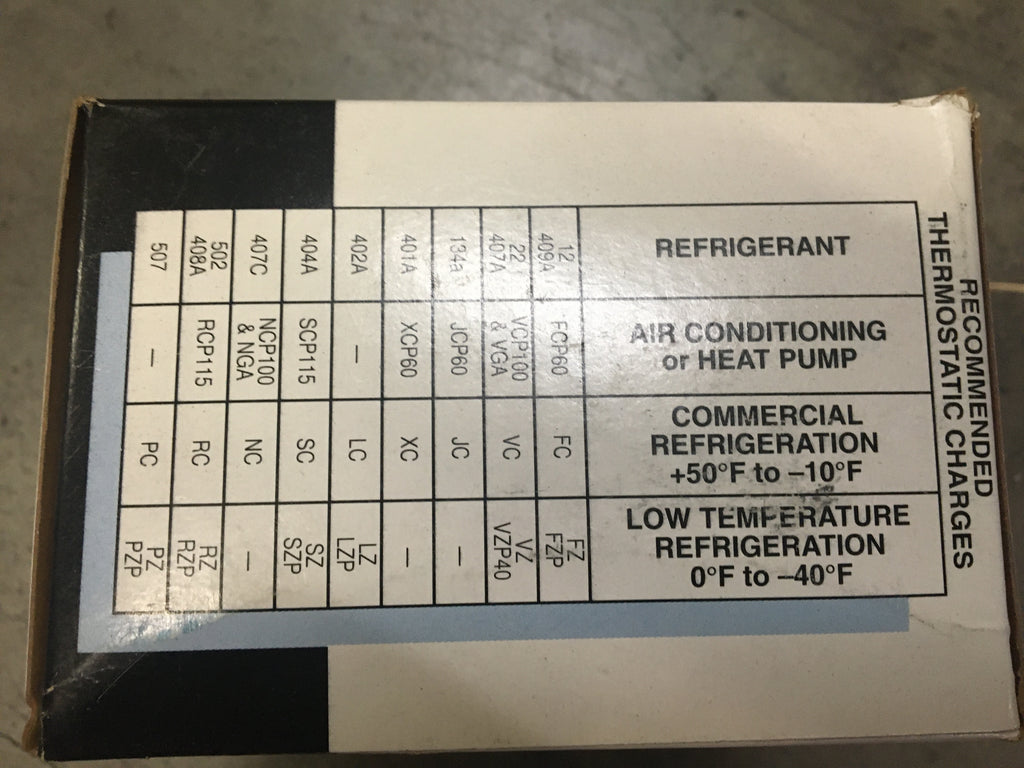 RECOMMENDED
THERMOSTATIC CHARGES
REFRIGERANT
AIR CONDITIONING
or HEAT PUMP
COMMERCIAL
REFRIGERATION
+50°F to –10°F
LOW TEMPERATURE
REFRIGERATION
0°F to –40°F
12
409A
FCP60
FC
FZ
FZP
22
407A
VCP100
& VGA
VC
VZ
VZP40
134a
JCP60
JC
—
401A
XCP60
XC
—
402A
—
LC
LZ
LZP
404A
SCP115
SC
SZ
SZP
407C
NCP100
& NGA
NC
—
502
408A
RCP115
RC
RZ
RZP
507
—
PC
PZ
PZP